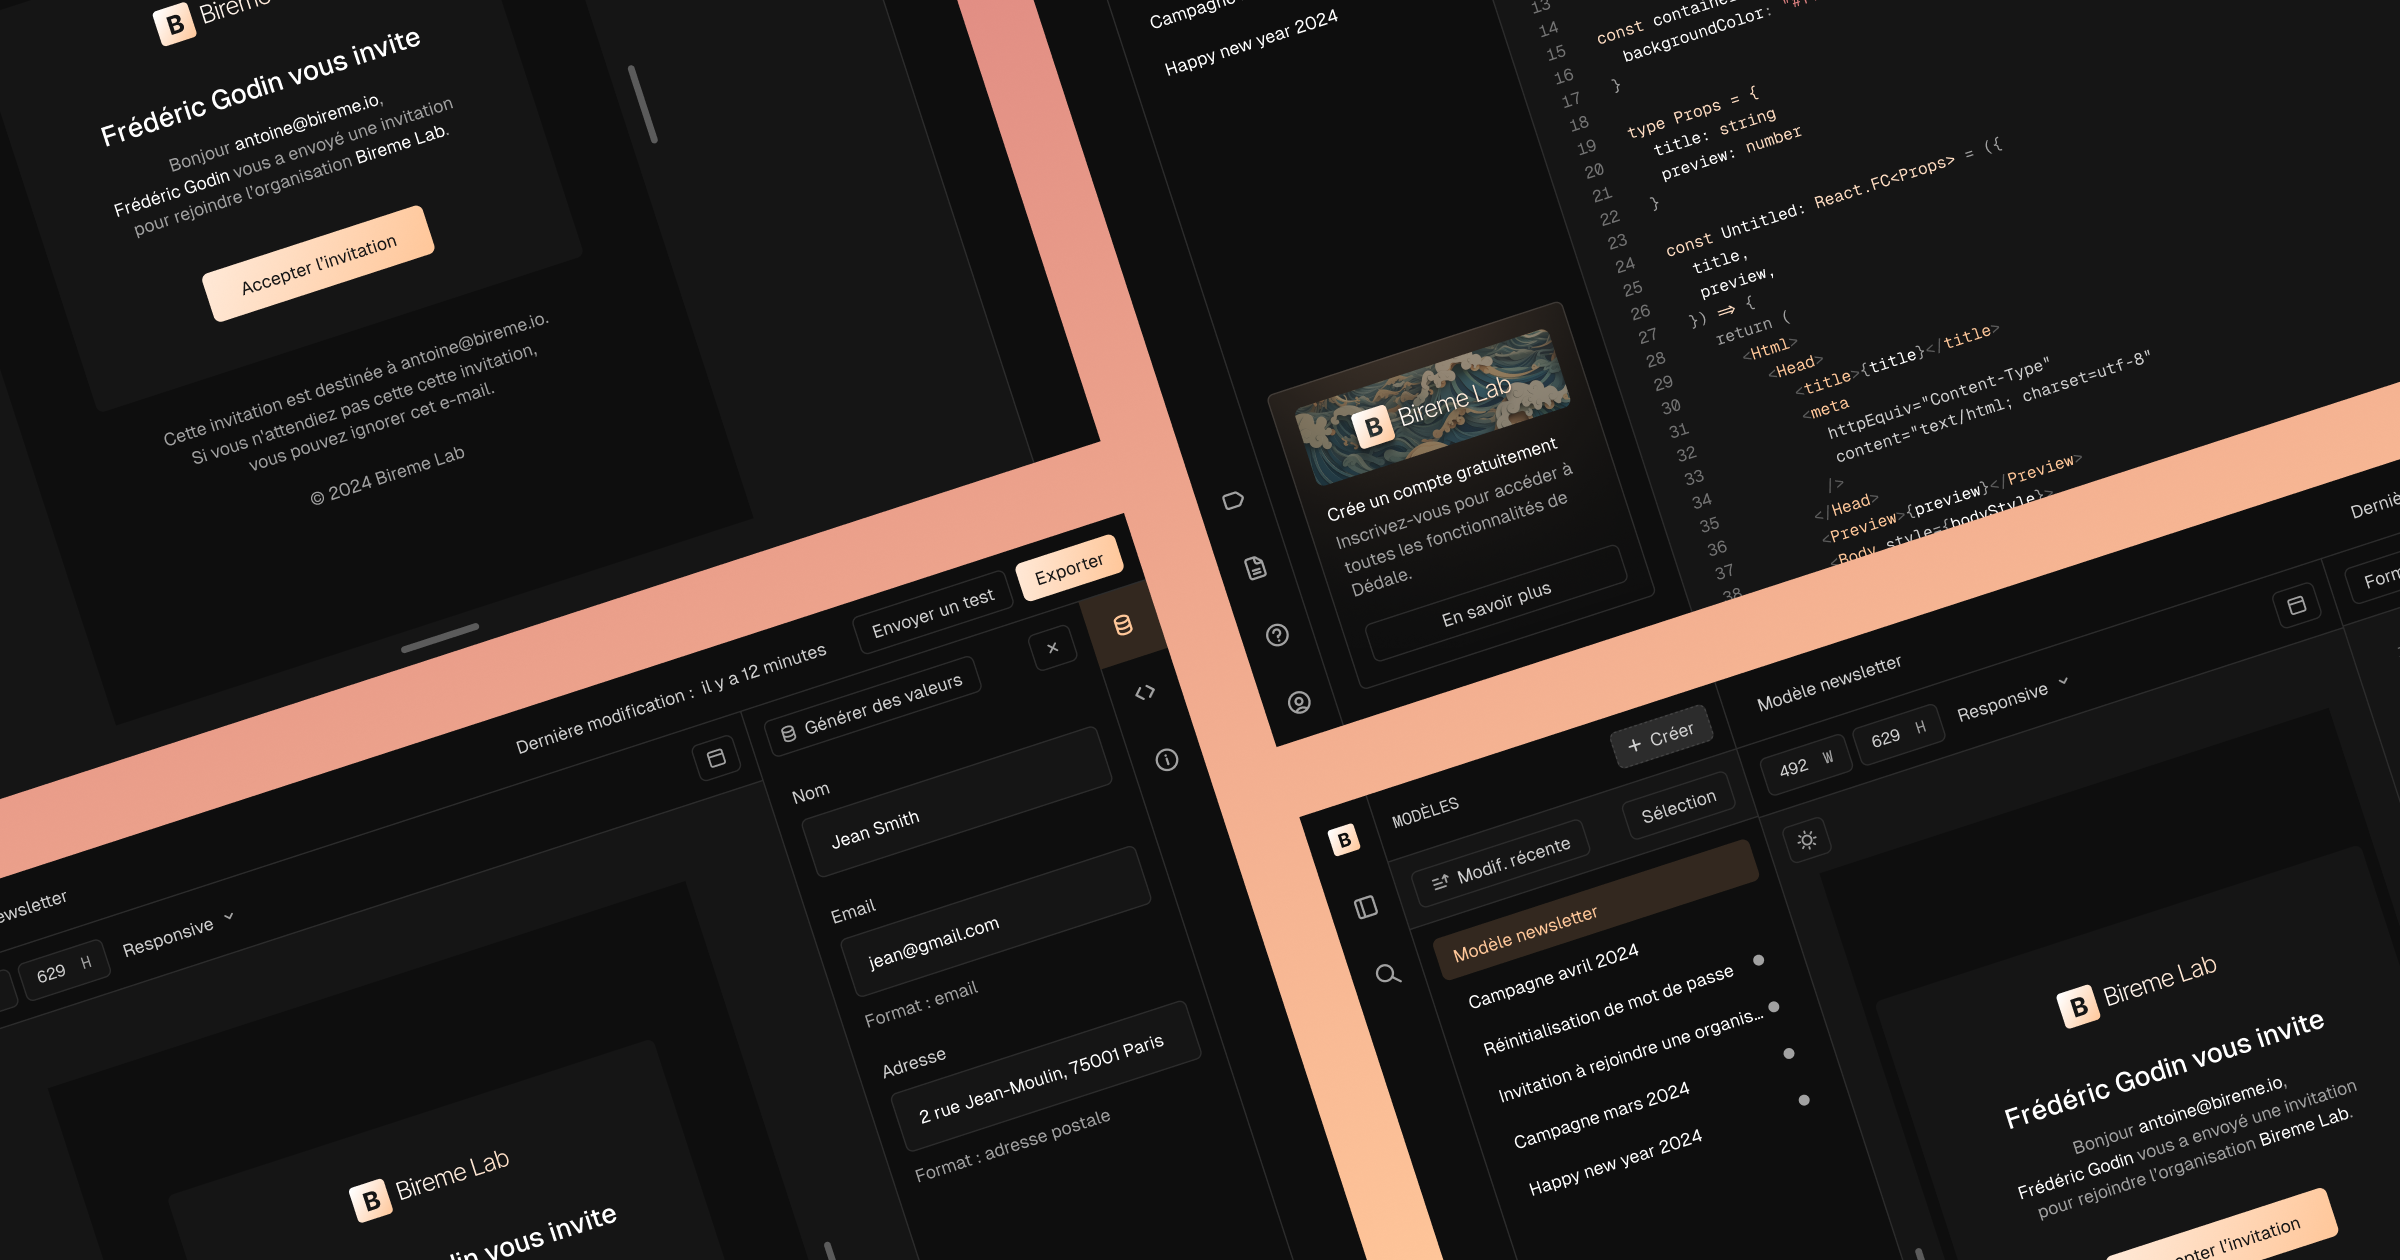 B Bireme
Frédéric Godin vous invite
Bonjour antoine@bireme.io,
Frédéric Godin vous a envoyé une invitation
pour rejoindre l'organisation Bireme Lab.
Accepter l'invitation
Cette invitation est destinée à antoine@bireme.io.
Si vous n'attendiez pas cette cette invitation,
vous pouvez ignorer cet e-mail.
© 2024 Bireme Lab
Campagne
Happy new year 2024
B Bireme Lab
Crée un compte gratuitement
Inscrivez-vous pour accéder à
toutes les fonctionnalités de
Dédale.
En savoir plus
13
14
15
16
17
18
19
20
21
22
23
24
25
26
27
28
29
30
31
32
33
34
35
36
37
38
const
backgroundColor: "#
}
type Props = {
title: string
preview: number
}
const Untitled: React.FC<Props> = ({
title,
preview,
}) => {
return (
<Html>
<Head>
<title>{title}</title>
<meta
httpEquiv="Content-Type"
content="text/html; charset=utf-8"
/>
</Head>
<Preview>{preview}</Preview>
<Body style={bodyStyle}>
Dernière modification : il y a 12 minutes
Envoyer un test
Exporter
Générer des valeurs
Nom
Jean Smith
Email
jean@gmail.com
Format : email
Adresse
2 rue Jean-Moulin, 75001 Paris
Format : adresse postale
ewsletter
629 H
Responsive
B Bireme Lab
din vous invite
B
MODÈLES
+ Créer
Modif. récente
Sélection
Modèle newsletter
Campagne avril 2024
Réinitialisation de mot de passe
Invitation à rejoindre une organis...
Campagne mars 2024
Happy new year 2024
Modèle newsletter
492 W
629 H
Responsive
B Bireme Lab
Frédéric Godin vous invite
Bonjour antoine@bireme.io,
Frédéric Godin vous a envoyé une invitation
pour rejoindre l'organisation Bireme Lab.
pter l'invitation